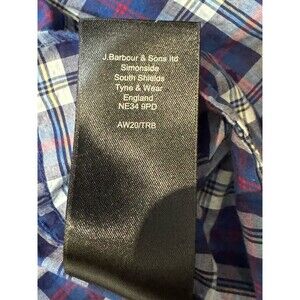 J.Barbour & Sons ltd
Simonside
South Shields
Tyne & Wear
England
NE34 9PD
AW20/TRB